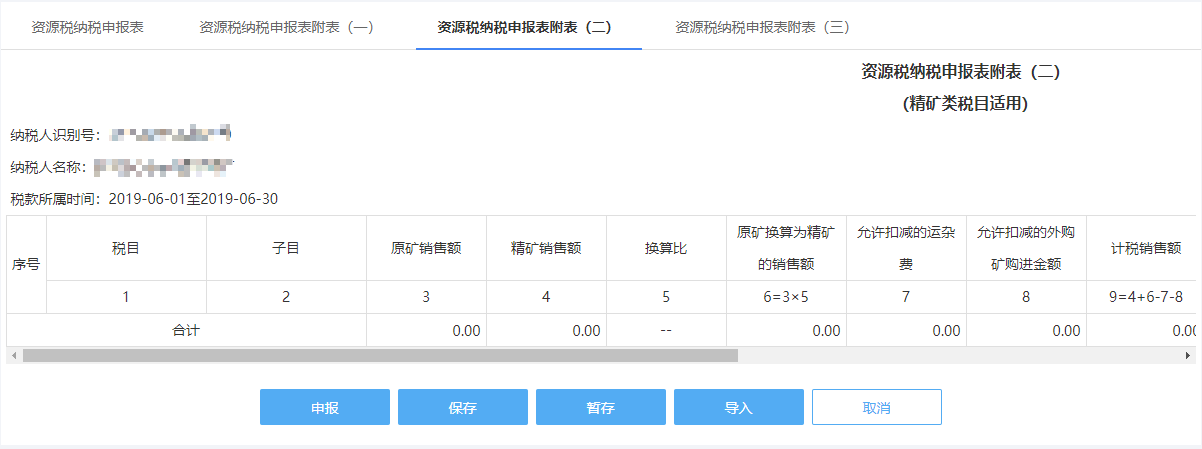 资源税纳税申报表 资源税纳税申报表附表（一） 资源税纳税申报表附表（二） 资源税纳税申报表附表（三）
资源税纳税申报表附表（二）
(精矿类税目适用)
纳税人识别号：
纳税人名称：
税款所属时间：2019-06-01至2019-06-30
序号 税目 子目 原矿销售额 精矿销售额 换算比 原矿换算为精矿的销售额 允许扣减的运杂费 允许扣减的外购矿购进金额 计税销售额
1 2 3 4 5 6=3×5 7 8 9=4+6-7-8
合计 0.00 0.00 -- 0.00 0.00 0.00 0.00
申报 保存 暂存 导入 取消